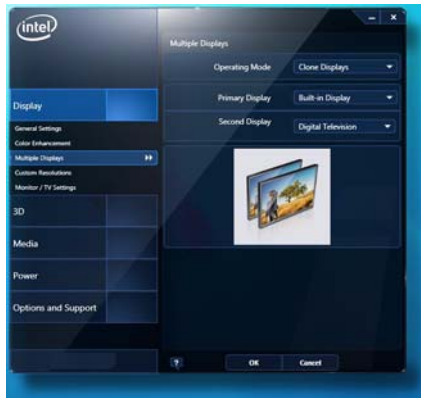 intel
Multiple Displays
Operating Mode Clone Displays
Display
Primary Display Built-in Display
General Settings
Second Display Digital Television
Color Enhancement
Multiple Displays
Custom Resolutions
Monitor / TV Settings
3D
Media
Power
Options and Support
? OK Cancel